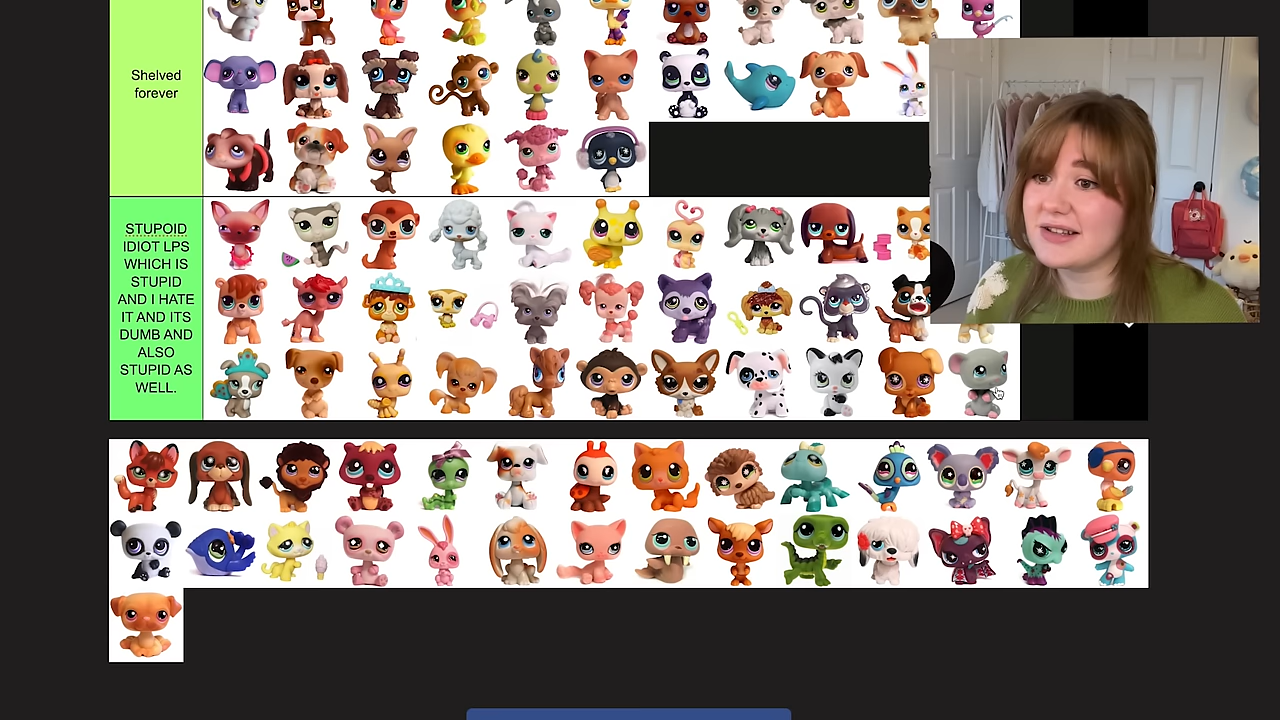 Shelved
forever
STUPOID
IDIOT LPS
WHICH IS
STUPID
AND I HATE
IT AND ITS
DUMB AND
ALSO
STUPID AS
WELL.